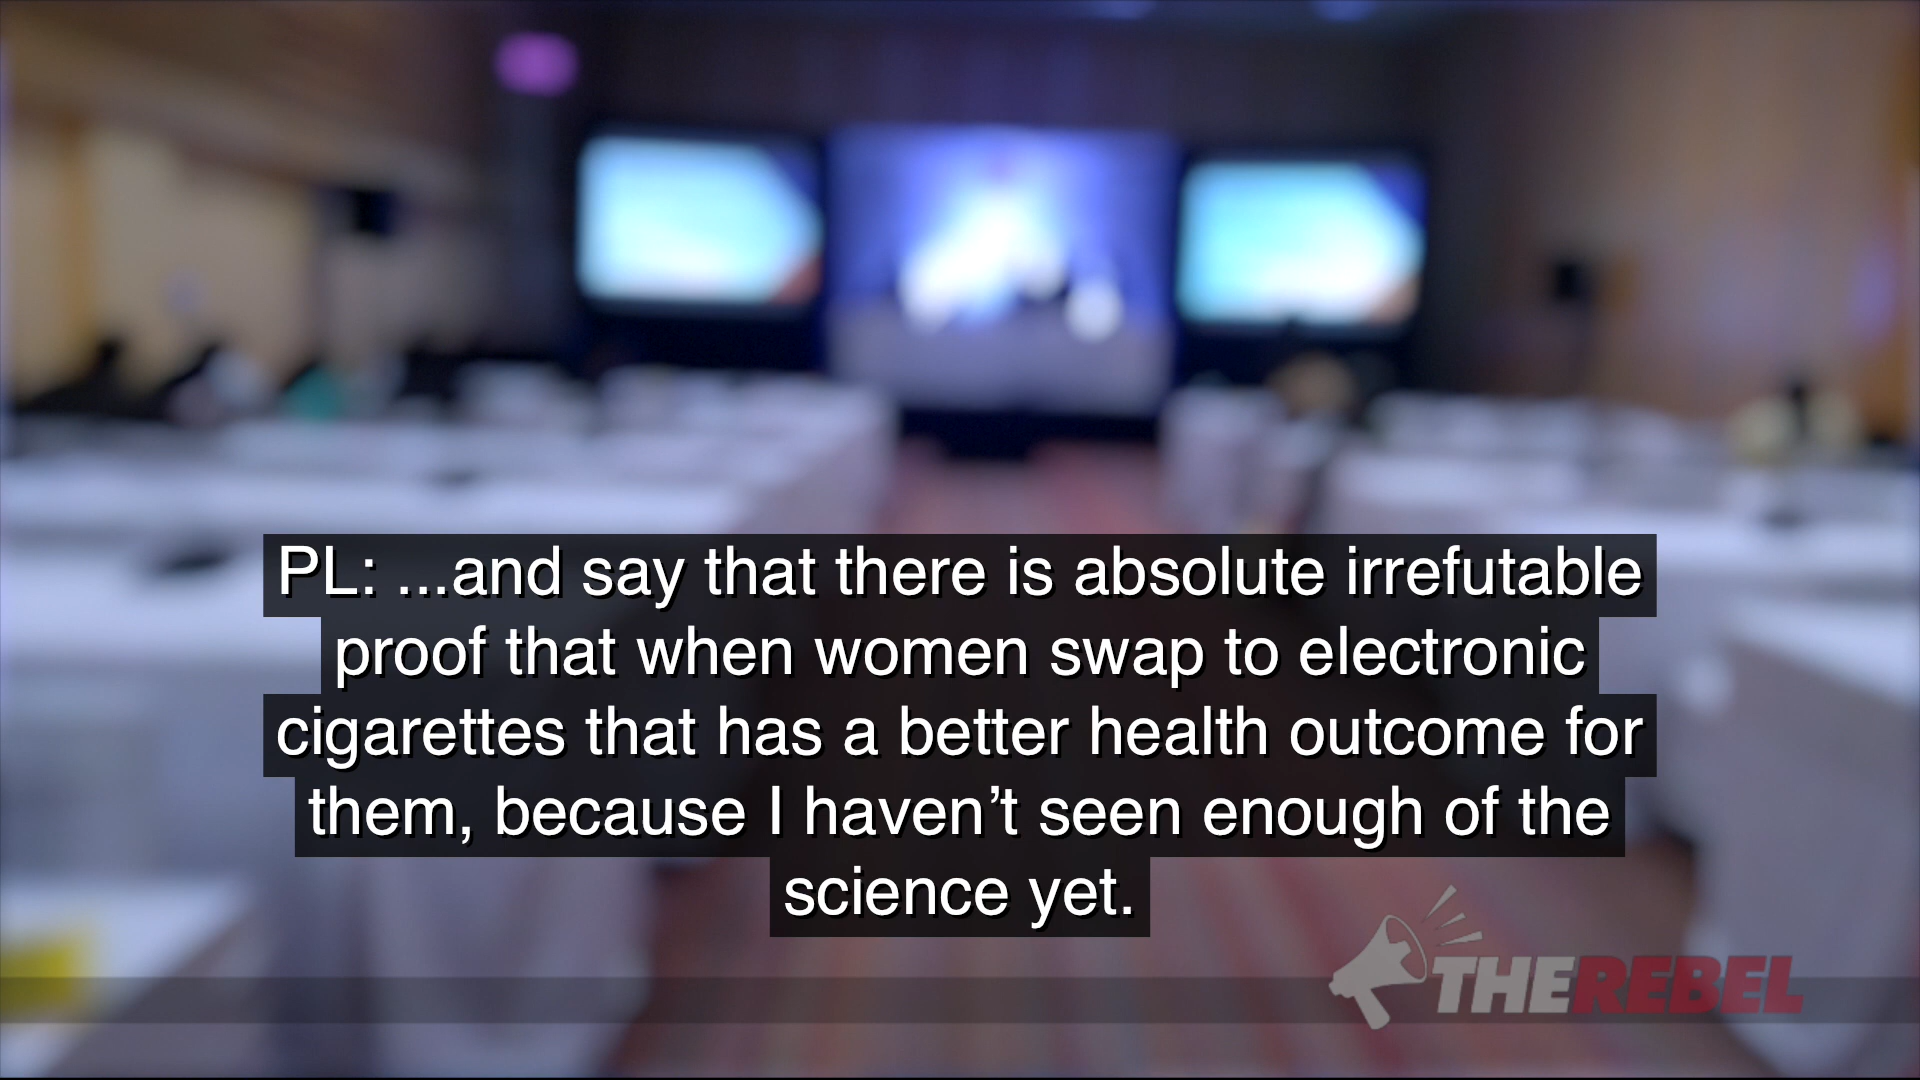 PL: ...and say that there is absolute irrefutable
proof that when women swap to electronic
cigarettes that has a better health outcome for
them, because I haven’t seen enough of the
science yet.
THEREBEL